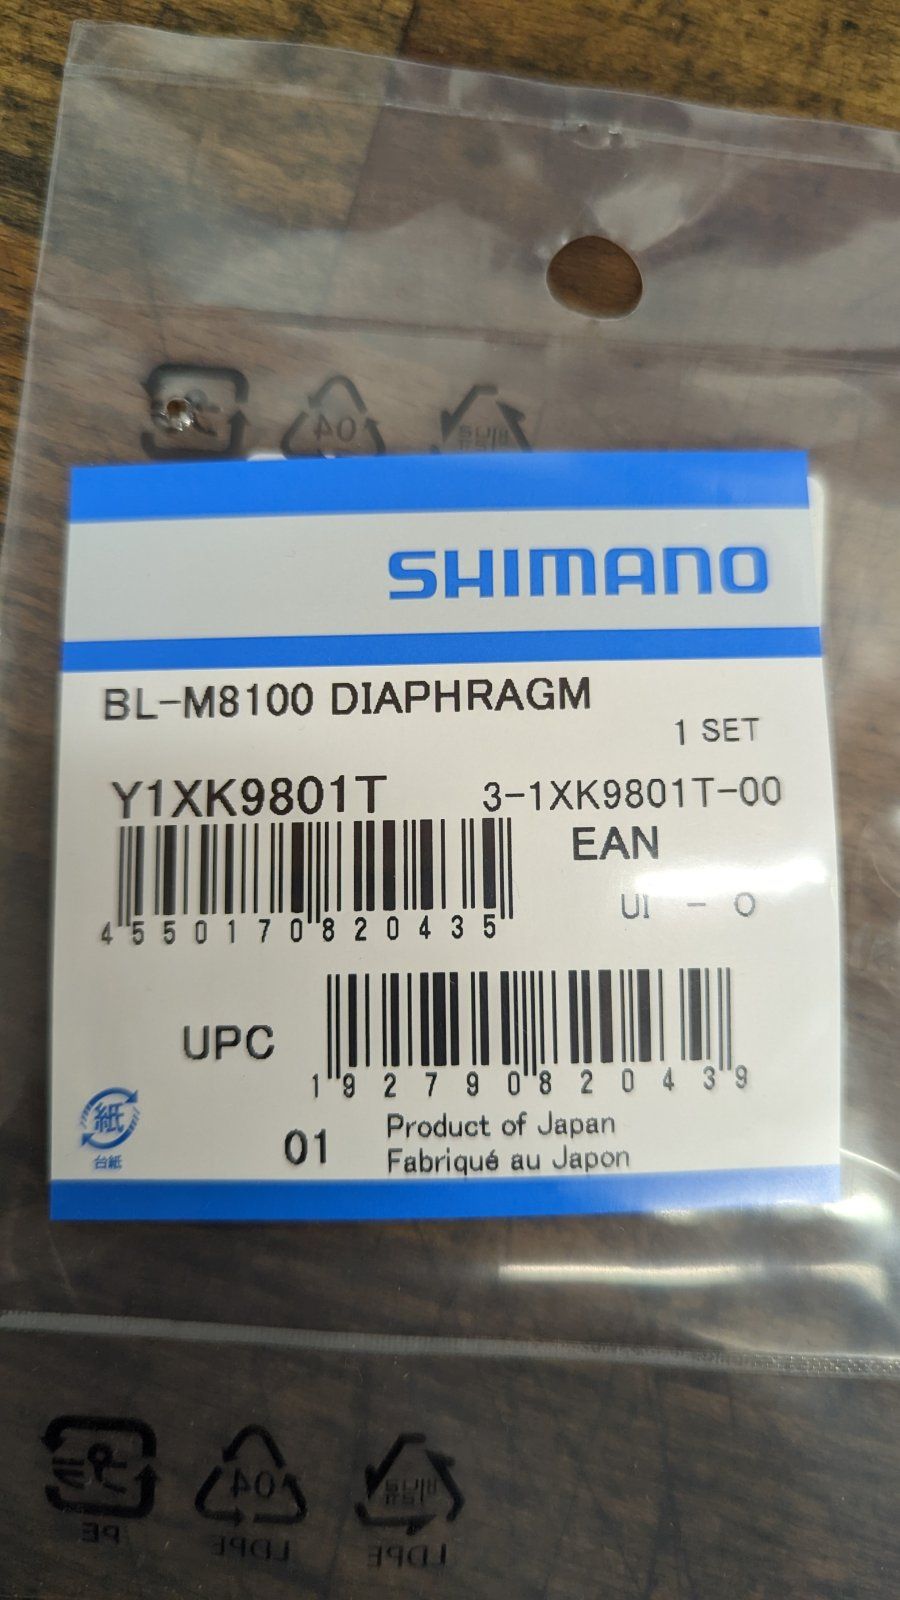 04
SHIMANO
BL-M8100 DIAPHRAGM
1 SET
Y1XK9801T 3-1XK9801T-00
EAN
UI - O
4550170820435
UPC
192790820439
紙
台紙
01
Product of Japan
Fabriqué au Japon
04
PE LDPE LDPE